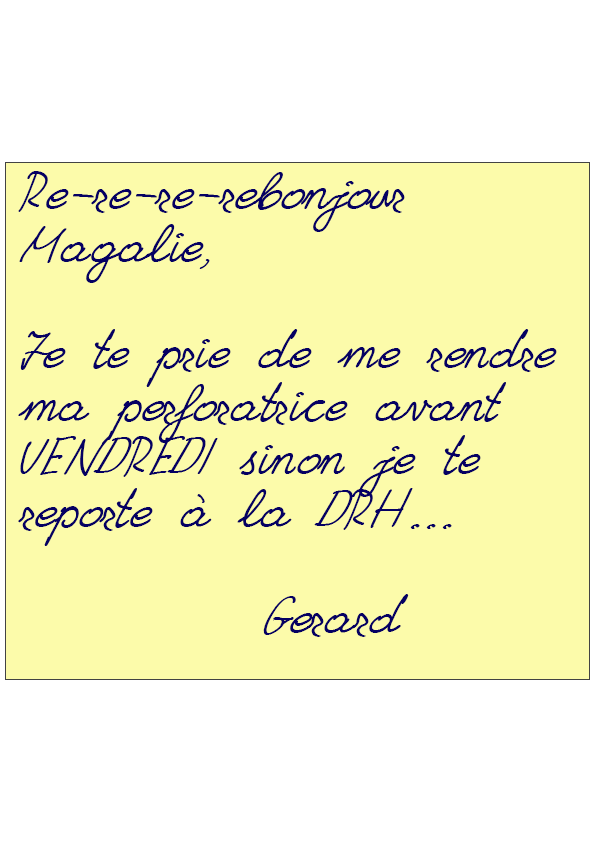 Re-re-re-rebonjour
Magalie,
Je te prie de me rendre
ma perforatrice avant
VENDREDI sinon je te
reporte à la DRH...
Gerard